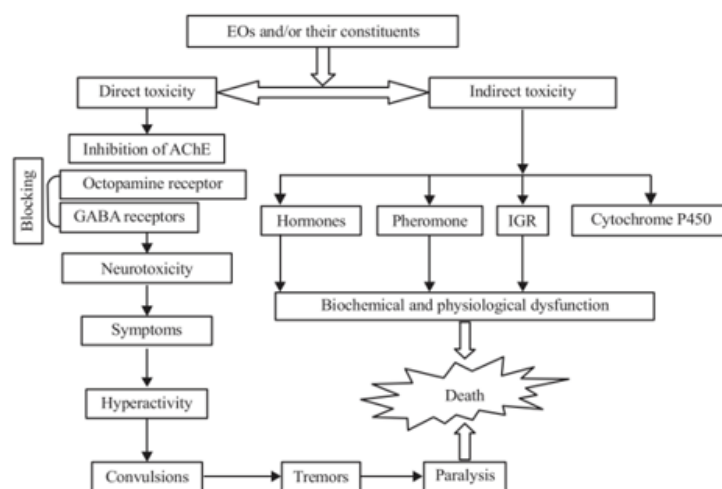 EOs and/or their constituents
Direct toxicity
Indirect toxicity
Inhibition of AChE
Blocking
Octopamine receptor
GABA receptors
Hormones
Pheromone
IGR
Cytochrome P450
Neurotoxicity
Biochemical and physiological dysfunction
Symptoms
Death
Hyperactivity
Convulsions
Tremors
Paralysis